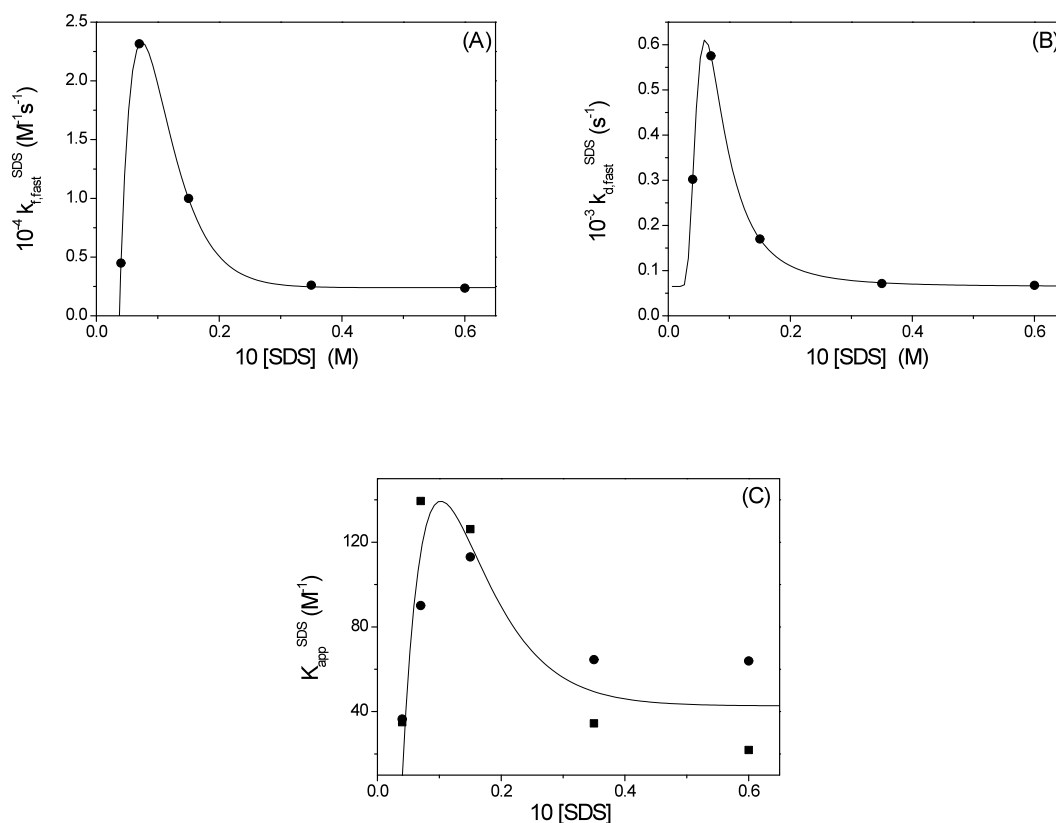 (A)
10⁻⁴ k_f,fast^SDS (M⁻¹s⁻¹)
2.5
2.0
1.5
1.0
0.5
0.0
0.0 0.2 0.4 0.6
10 [SDS] (M)
(B)
10⁻³ k_d,fast^SDS (s⁻¹)
0.6
0.5
0.4
0.3
0.2
0.1
0.0
0.0 0.2 0.4 0.6
10 [SDS] (M)
(C)
K_app^SDS (M⁻¹)
120
80
40
0.0 0.2 0.4 0.6
10 [SDS]